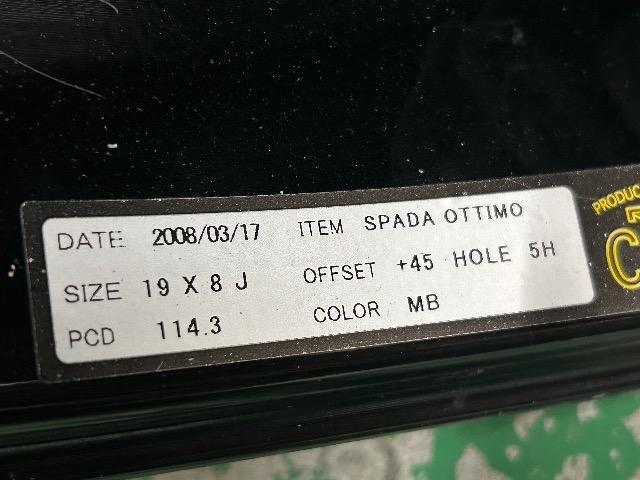 DATE 2008/03/17 ITEM SPADA OTTIMO
SIZE 19 X 8 J OFFSET +45 HOLE 5H
PCD 114.3 COLOR MB